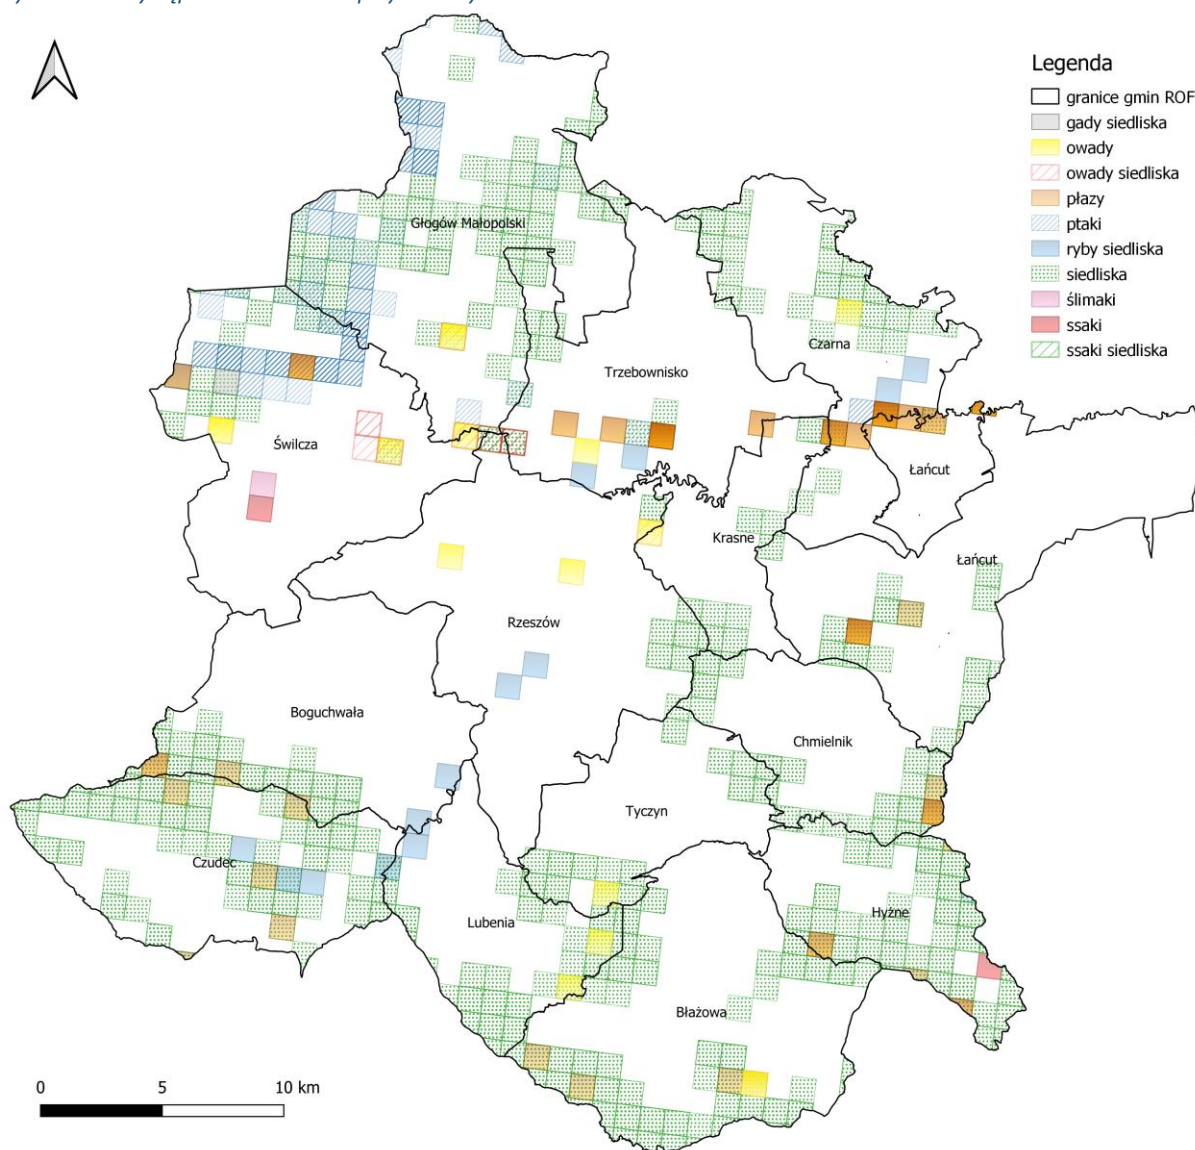 Legenda
granice gmin ROF
gady siedliska
owady
owady siedliska
płazy
ptaki
ryby siedliska
siedliska
ślimaki
ssaki
ssaki siedliska
Głogów Małopolski
Czarna
Trzebownisko
Świlcza
Łańcut
Krasne
Łańcut
Rzeszów
Boguchwała
Chmielnik
Tyczyn
Czudec
Hyżne
Lubenia
Błażowa
0 5 10 km